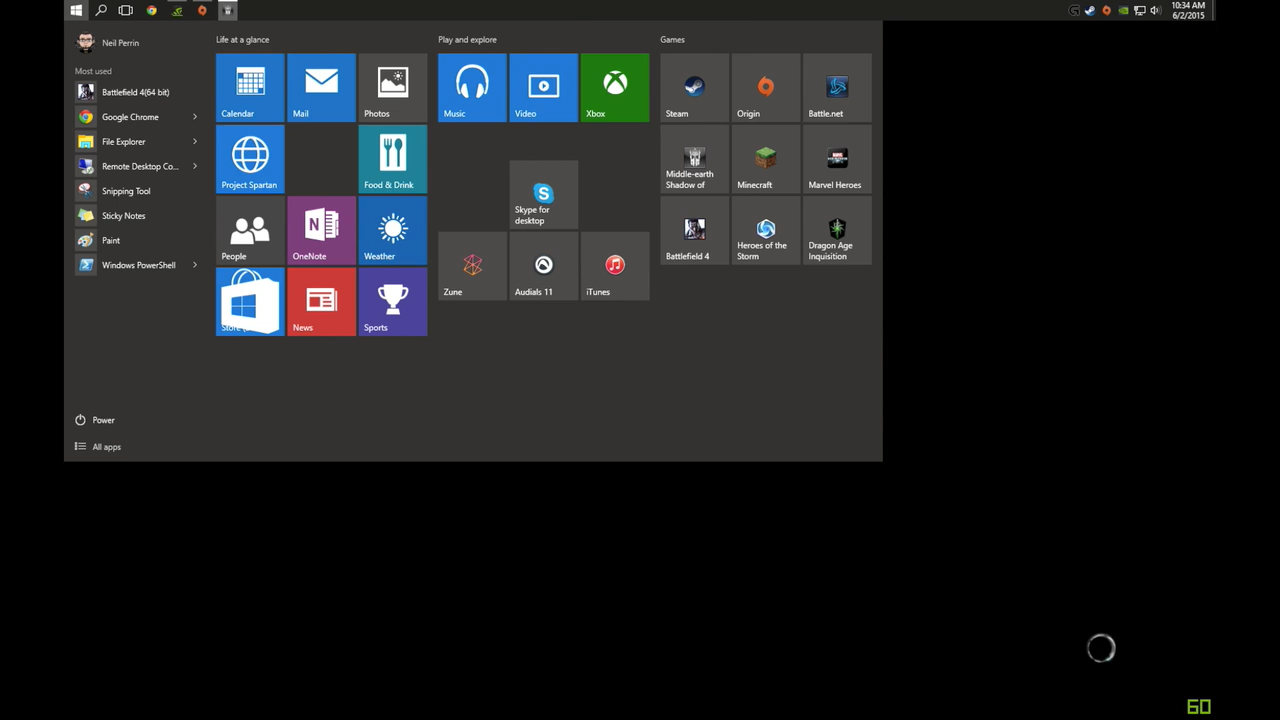 10:34 AM
6/2/2015
Neil Perrin
Most used
Battlefield 4(64 bit)
Google Chrome
File Explorer
Remote Desktop Co...
Snipping Tool
Sticky Notes
Paint
Windows PowerShell
Power
All apps
Life at a glance
Calendar
Mail
Photos
Project Spartan
Food & Drink
People
OneNote
Weather
News
Sports
Play and explore
Music
Video
Xbox
Skype for
desktop
Zune
Audials 11
iTunes
Games
Steam
Origin
Battle.net
Middle-earth
Shadow of
Minecraft
Marvel Heroes
Battlefield 4
Heroes of the
Storm
Dragon Age
Inquisition
60